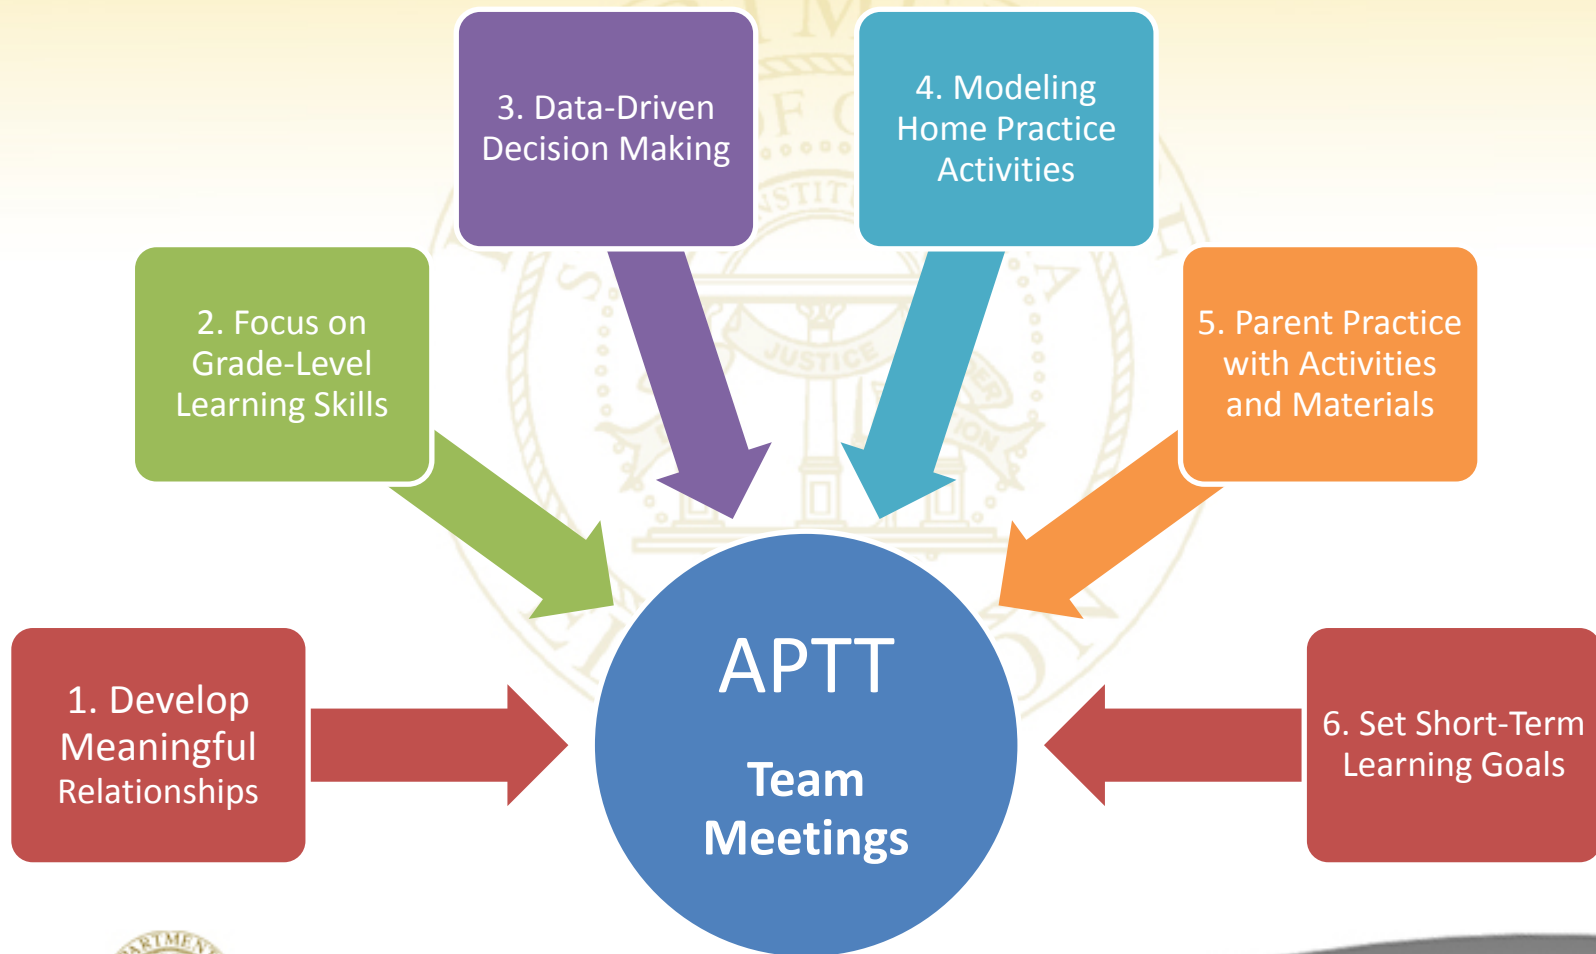 3. Data-Driven
Decision Making
4. Modeling
Home Practice
Activities
2. Focus on
Grade-Level
Learning Skills
5. Parent Practice
with Activities
and Materials
1. Develop
Meaningful
Relationships
APTT
Team
Meetings
6. Set Short-Term
Learning Goals
JUSTICE